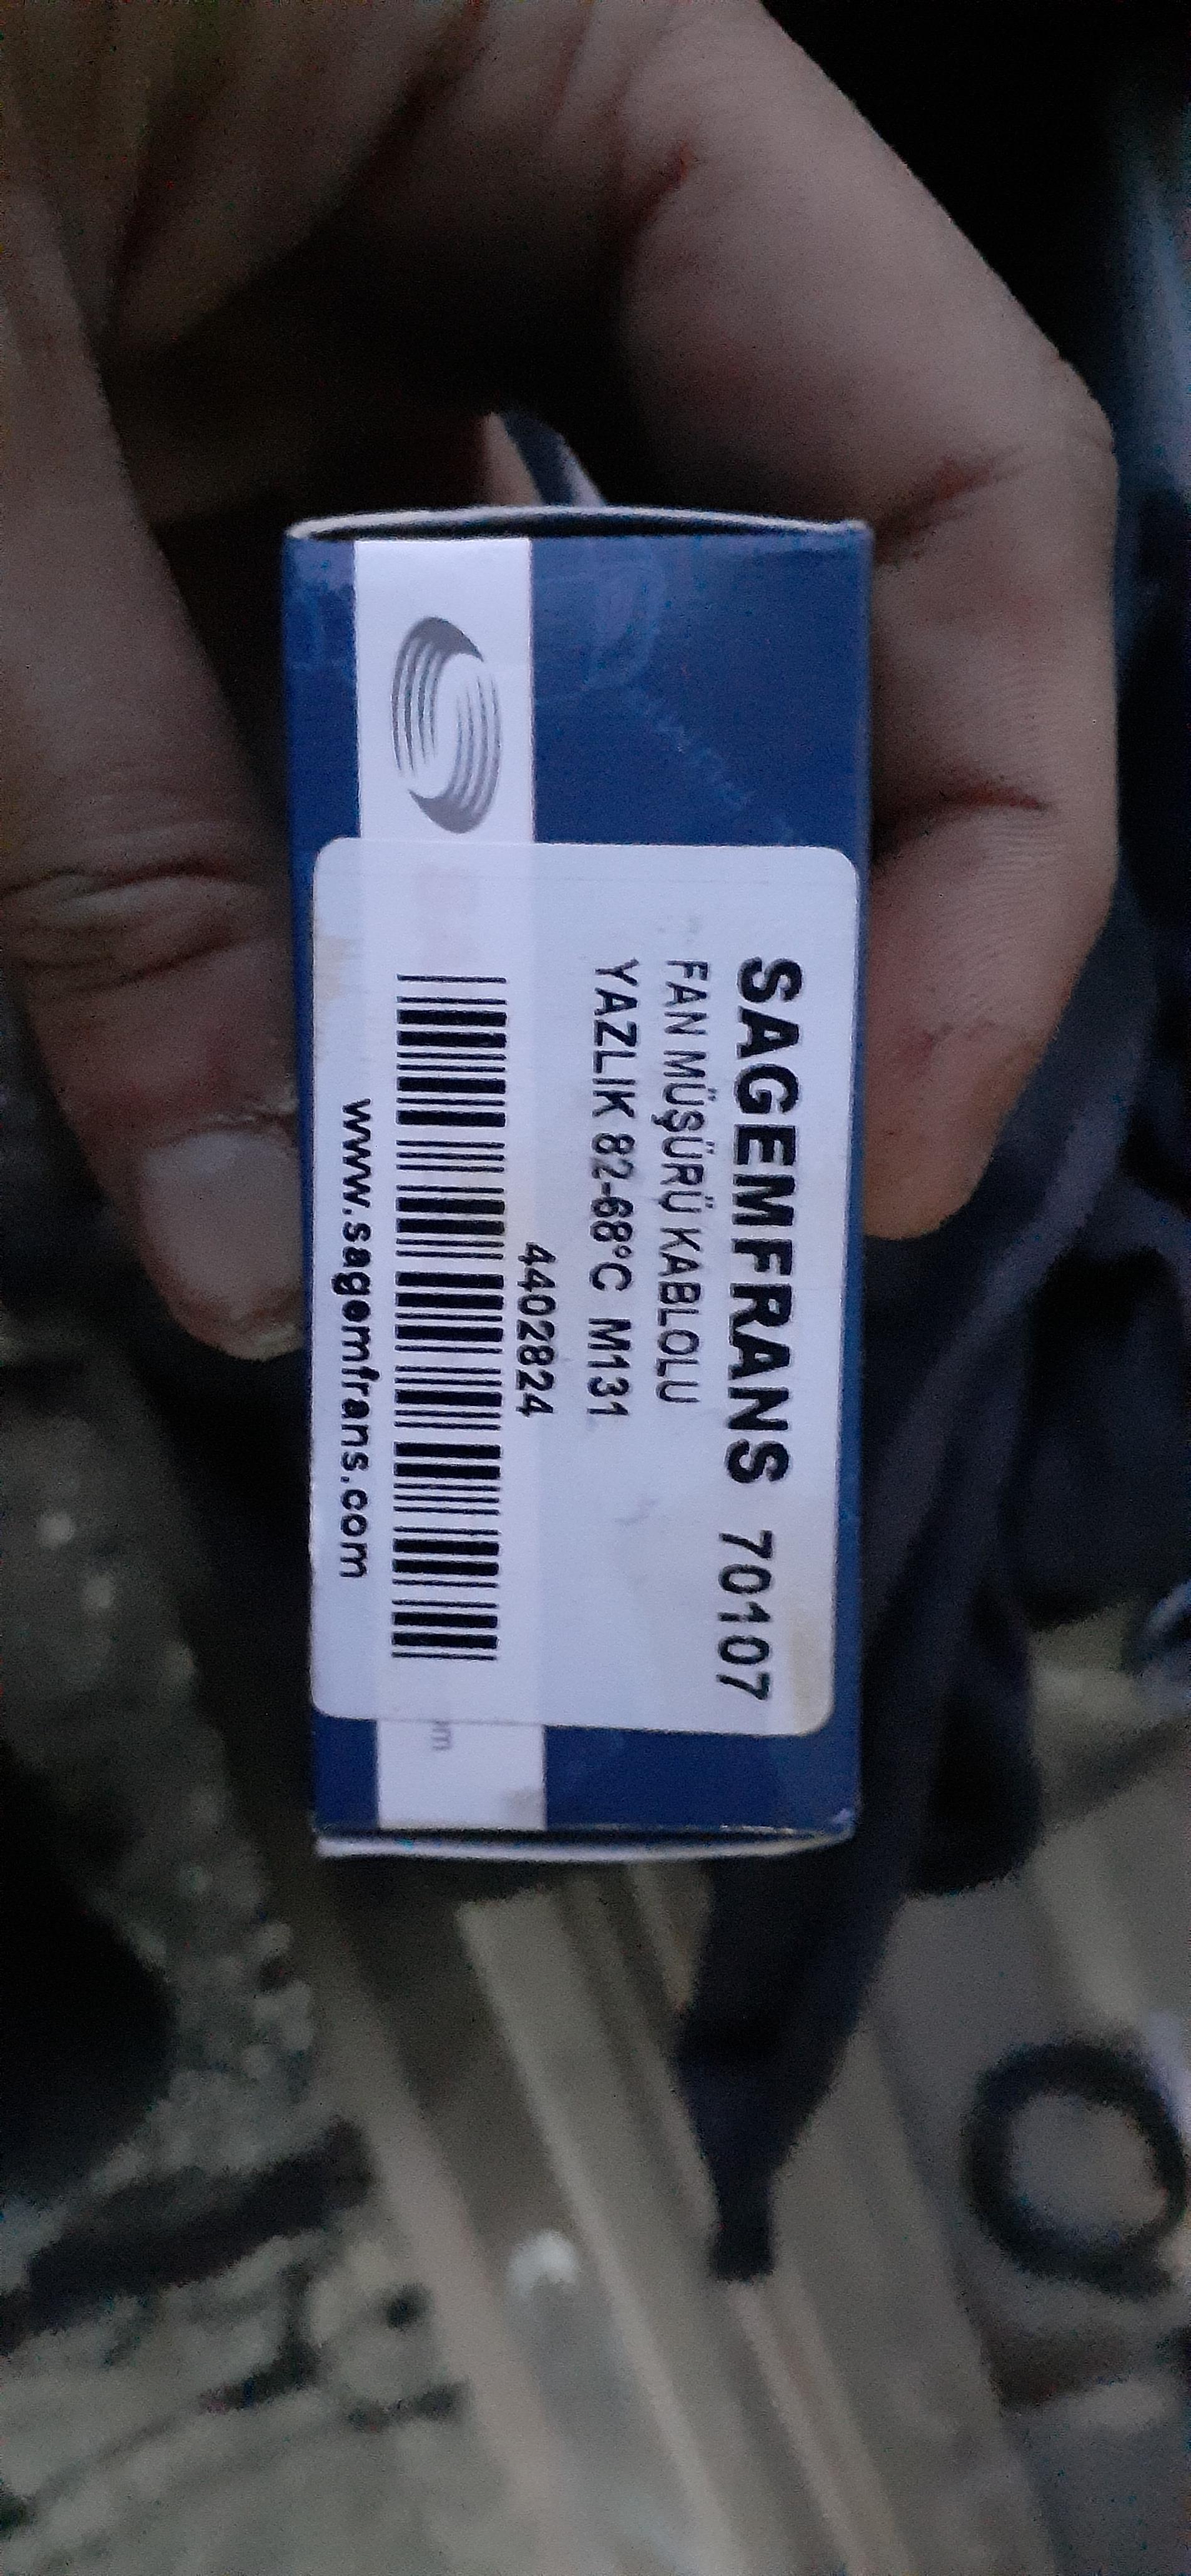 SAGEMFRANS 70107
FAN MÜŞÜRÜ KABLOLU
YAZLIK 82-68°C M131
4402824
www.sagemfrans.com